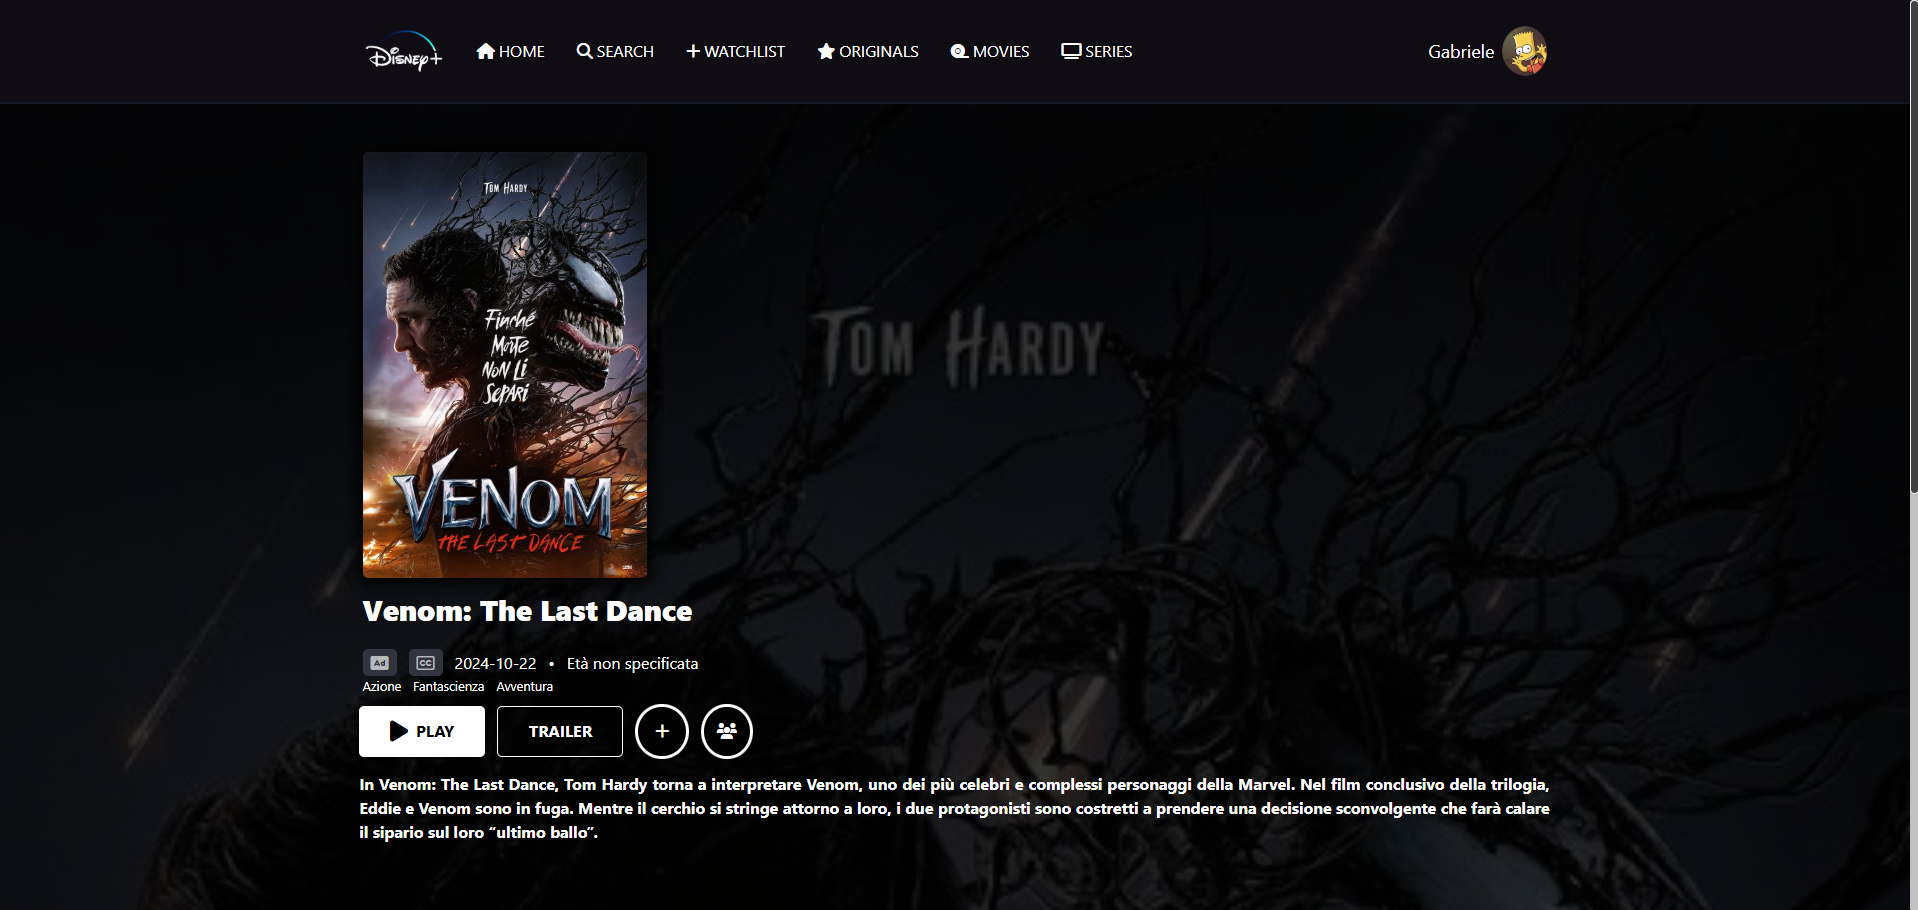 Disney+
HOME
SEARCH
WATCHLIST
ORIGINALS
MOVIES
SERIES
Gabriele
TOM HARDY
Finché
Morte
Non Li
Separi
VENOM
THE LAST DANCE
TOM HARDY
Venom: The Last Dance
Ad CC 2024-10-22 • Età non specificata
Azione Fantascienza Avventura
PLAY
TRAILER
In Venom: The Last Dance, Tom Hardy torna a interpretare Venom, uno dei più celebri e complessi personaggi della Marvel. Nel film conclusivo della trilogia,
Eddie e Venom sono in fuga. Mentre il cerchio si stringe attorno a loro, i due protagonisti sono costretti a prendere una decisione sconvolgente che farà calare
il sipario sul loro “ultimo ballo”.